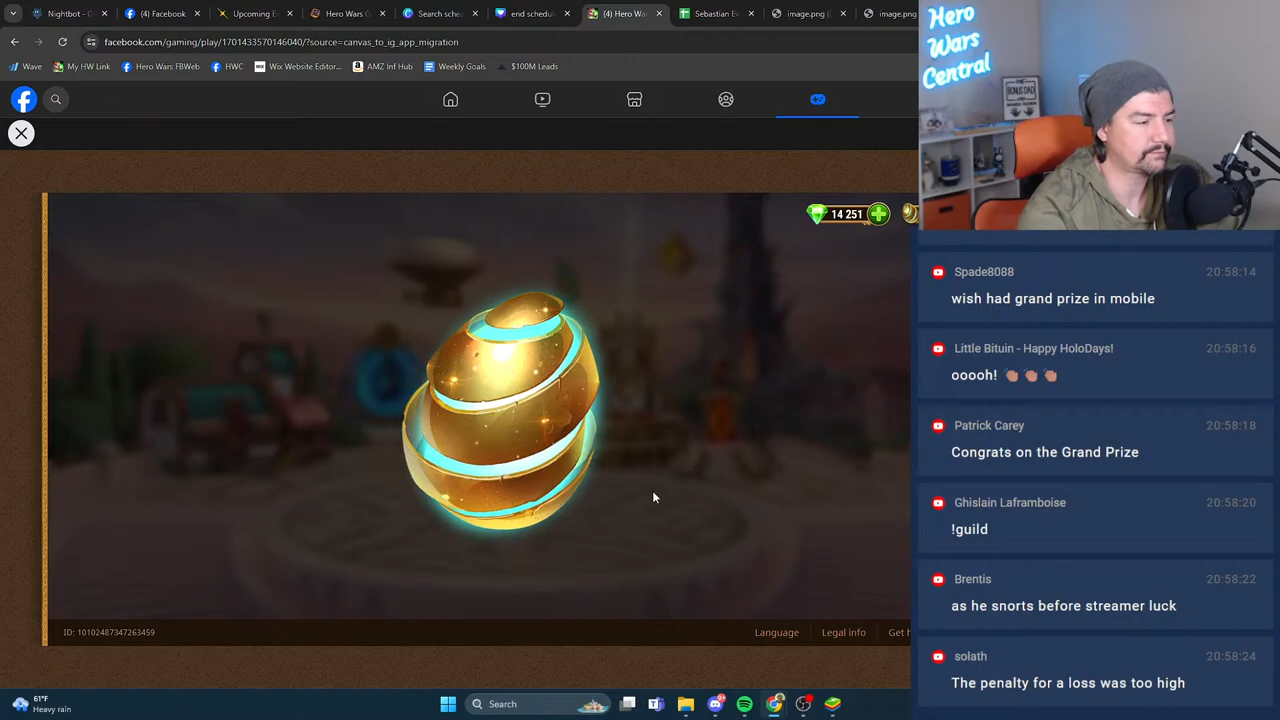 Nightbot - G
(4) Facebook
Upcoming E
Hero Wars G
Search sche
end schedul
(4) Hero Wa
Sebastian E
image.png (
image.png
facebook.com/gaming/play/1701433570146040/?source=canvas_to_ig_app_migration
Wave
My HW Link
Hero Wars FBWeb
HWC
Wix Website Editor...
AMZ Inf Hub
Weekly Goals
$100M Leads
Hero
Wars
Central
BONUS DAD
14 251
Spade8088
20:58:14
wish had grand prize in mobile
Little Bituin - Happy HoloDays!
20:58:16
ooooh! 👏🏽 👏🏽 👏🏽
Patrick Carey
20:58:18
Congrats on the Grand Prize
Ghislain Laframboise
20:58:20
!guild
Brentis
20:58:22
as he snorts before streamer luck
solath
20:58:24
The penalty for a loss was too high
ID: 10102487347263459
Language
Legal info
Get h
61°F
Heavy rain
Search